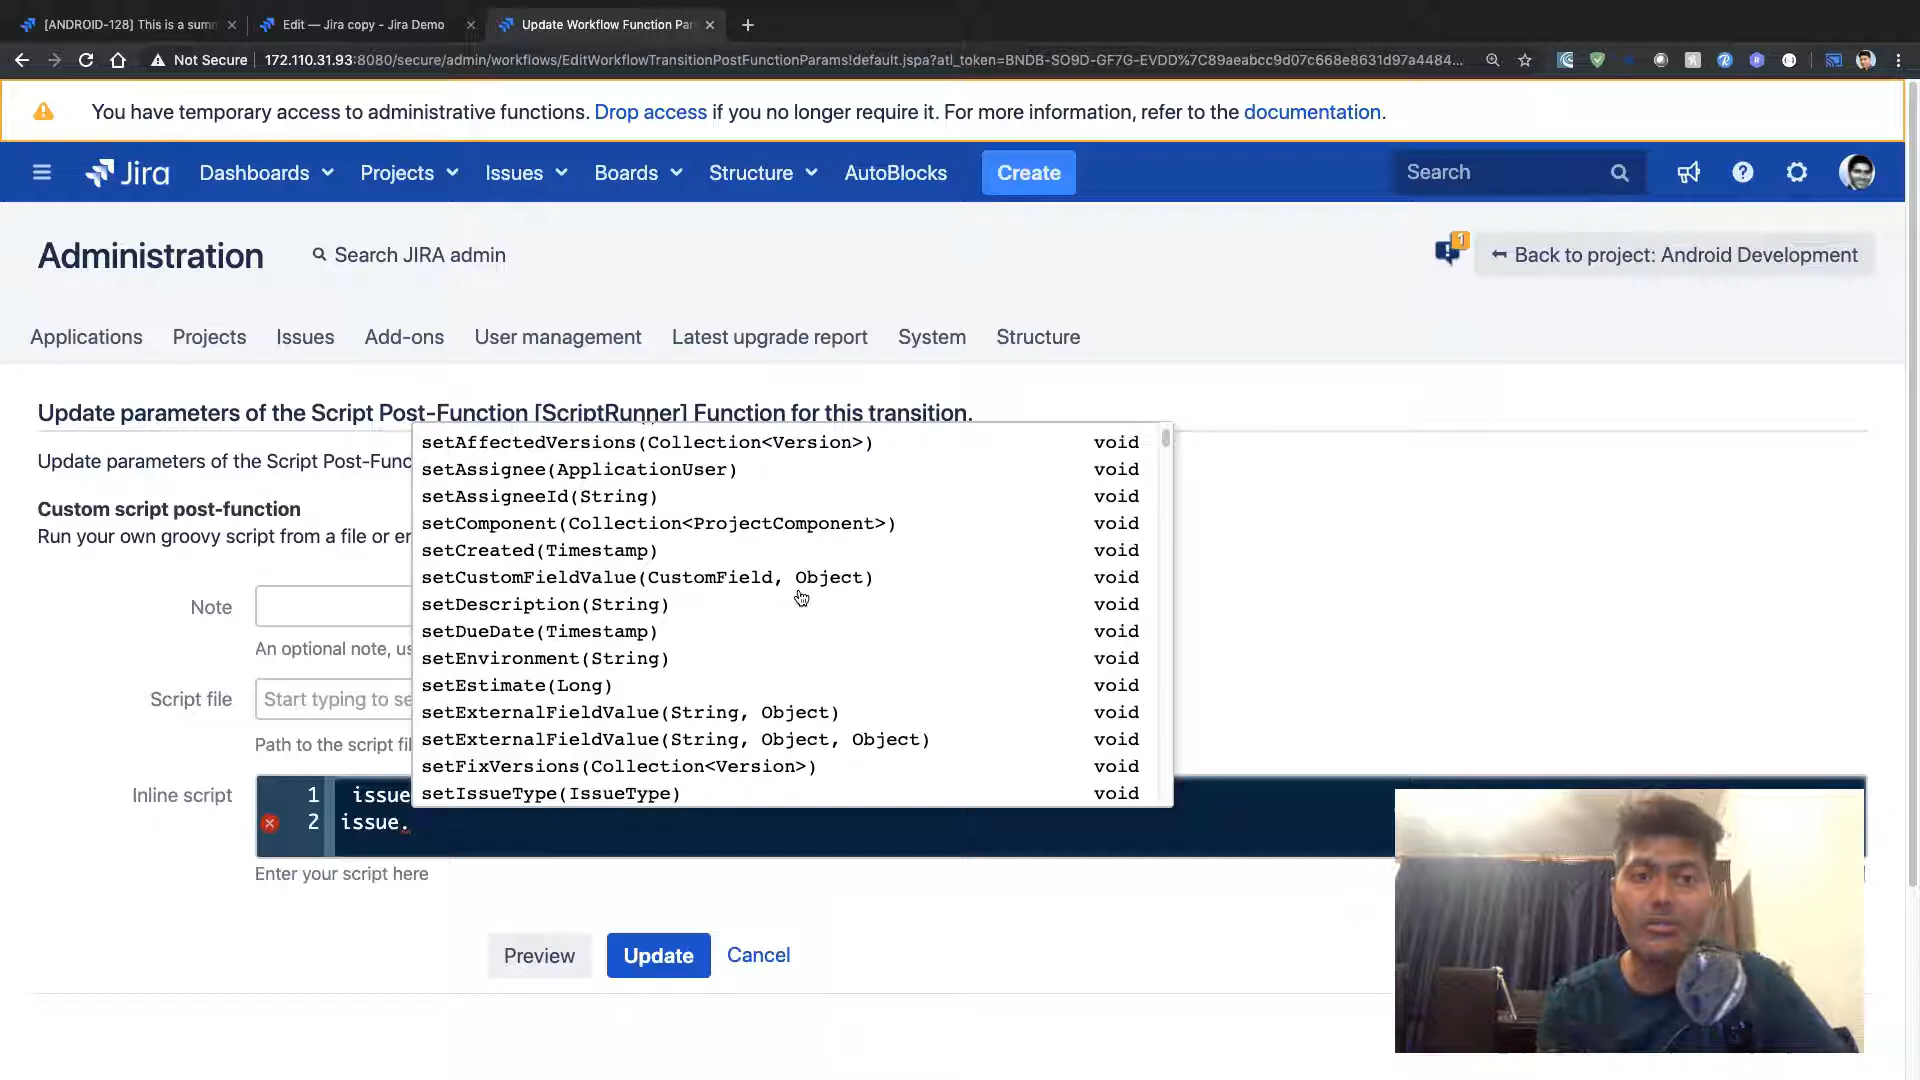 [ANDROID-128] This is a sum
Edit — Jira copy - Jira Demo
Update Workflow Function Par
Not Secure
172.110.31.93:8080/secure/admin/workflows/EditWorkflowTransitionPostFunctionParams!default.jspa?atl_token=BNDB-SO9D-GF7G-EVDD%7C89aeabcc9d07c668e8631d97a4484...
You have temporary access to administrative functions. Drop access if you no longer require it. For more information, refer to the documentation.
Jira Dashboards Projects Issues Boards Structure AutoBlocks Create Search
Administration
Search JIRA admin
1
Back to project: Android Development
Applications Projects Issues Add-ons User management Latest upgrade report System Structure
Update parameters of the Script Post-Function [ScriptRunner] Function for this transition.
Update parameters of the Script Post-Func
Custom script post-function
Run your own groovy script from a file or en
Note
An optional note, us
Script file
Start typing to se
Path to the script fil
setAffectedVersions(Collection<Version>) void
setAssignee(ApplicationUser) void
setAssigneeId(String) void
setComponent(Collection<ProjectComponent>) void
setCreated(Timestamp) void
setCustomFieldValue(CustomField, Object) void
setDescription(String) void
setDueDate(Timestamp) void
setEnvironment(String) void
setEstimate(Long) void
setExternalFieldValue(String, Object) void
setExternalFieldValue(String, Object, Object) void
setFixVersions(Collection<Version>) void
setIssueType(IssueType) void
Inline script
1 issue
2 issue.
Enter your script here
Preview Update Cancel